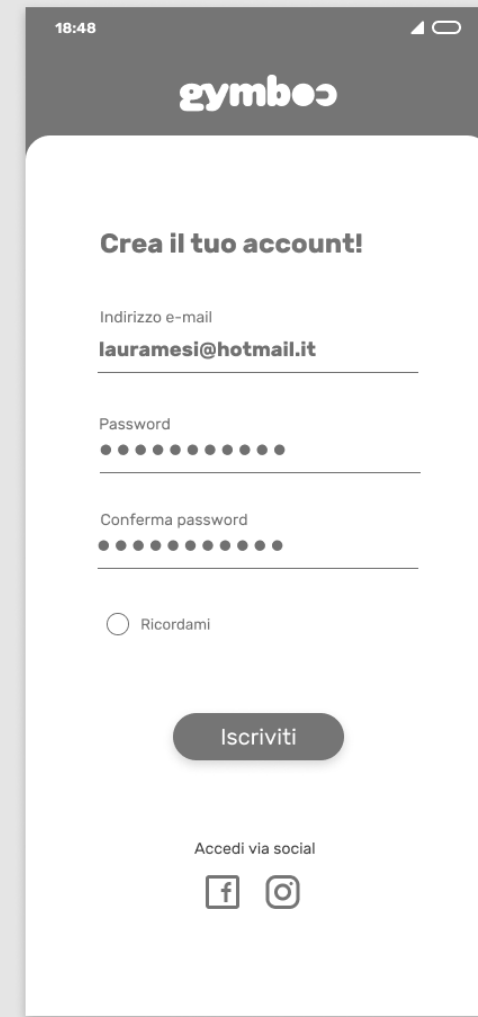 18:48
gymboɔ
Crea il tuo account!
Indirizzo e-mail
lauramesi@hotmail.it
Password
●●●●●●●●●●●
Conferma password
●●●●●●●●●●●
Ricordami
Iscriviti
Accedi via social